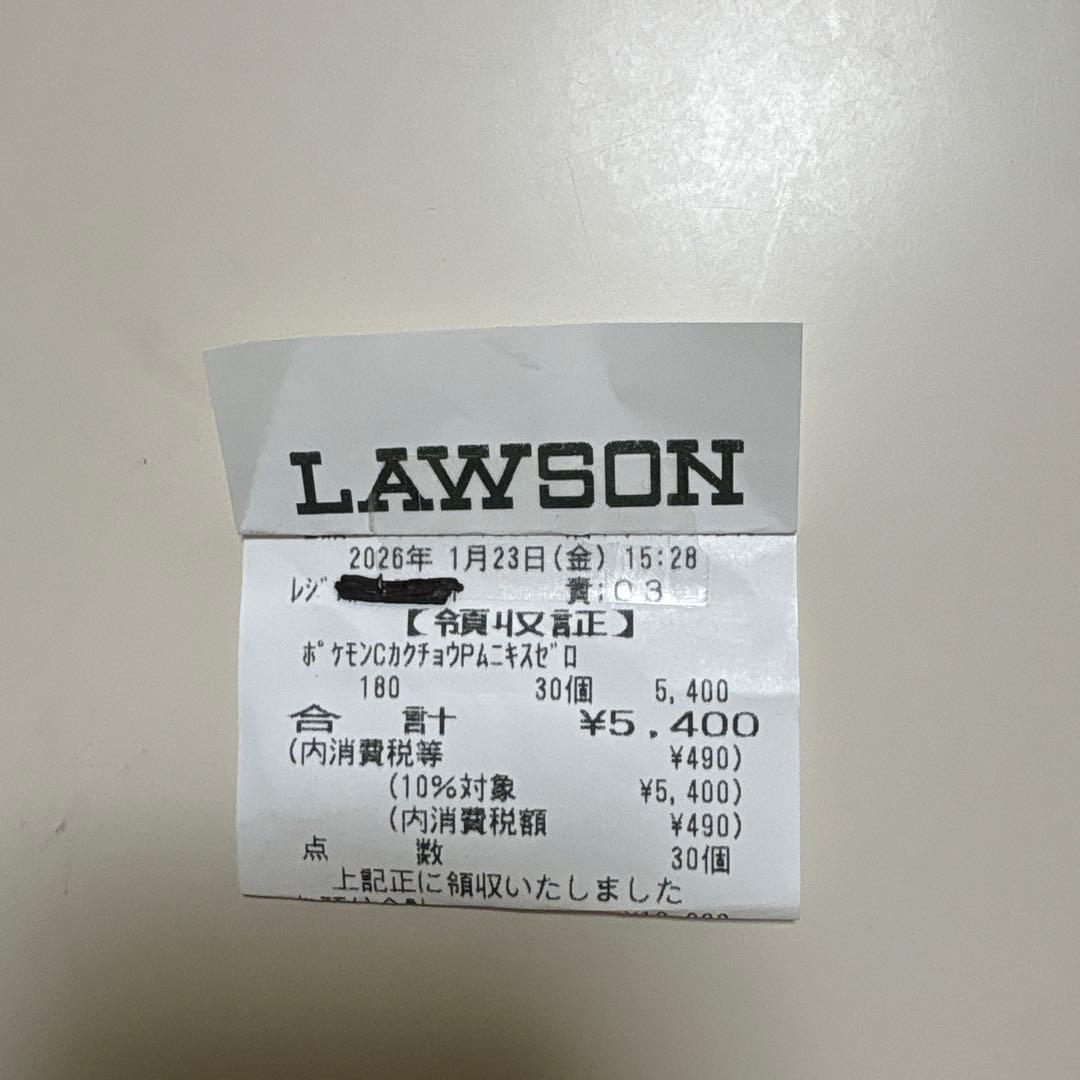 LAWSON
2026年 1月23日(金) 15:28
ﾚｼﾞ 責:03
【領収証】
ﾎﾟｹﾓﾝCｶｸﾁｮｳPﾑﾆｷｽｾﾞﾛ
180 30個 5,400
合 計 ¥5,400
(内消費税等 ¥490)
(10%対象 ¥5,400)
(内消費税額 ¥490)
点 数 30個
上記正に領収いたしました